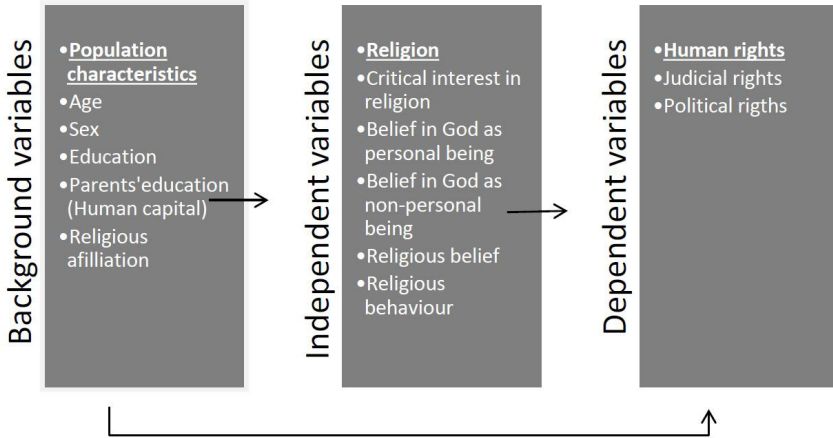 Background variables
•Population
characteristics
•Age
•Sex
•Education
•Parents'education
(Human capital)
•Religious
afilliation
Independent variables
•Religion
•Critical interest in
religion
•Belief in God as
personal being
•Belief in God as
non-personal
being
•Religious belief
•Religious
behaviour
Dependent variables
•Human rights
•Judicial rights
•Political rigths